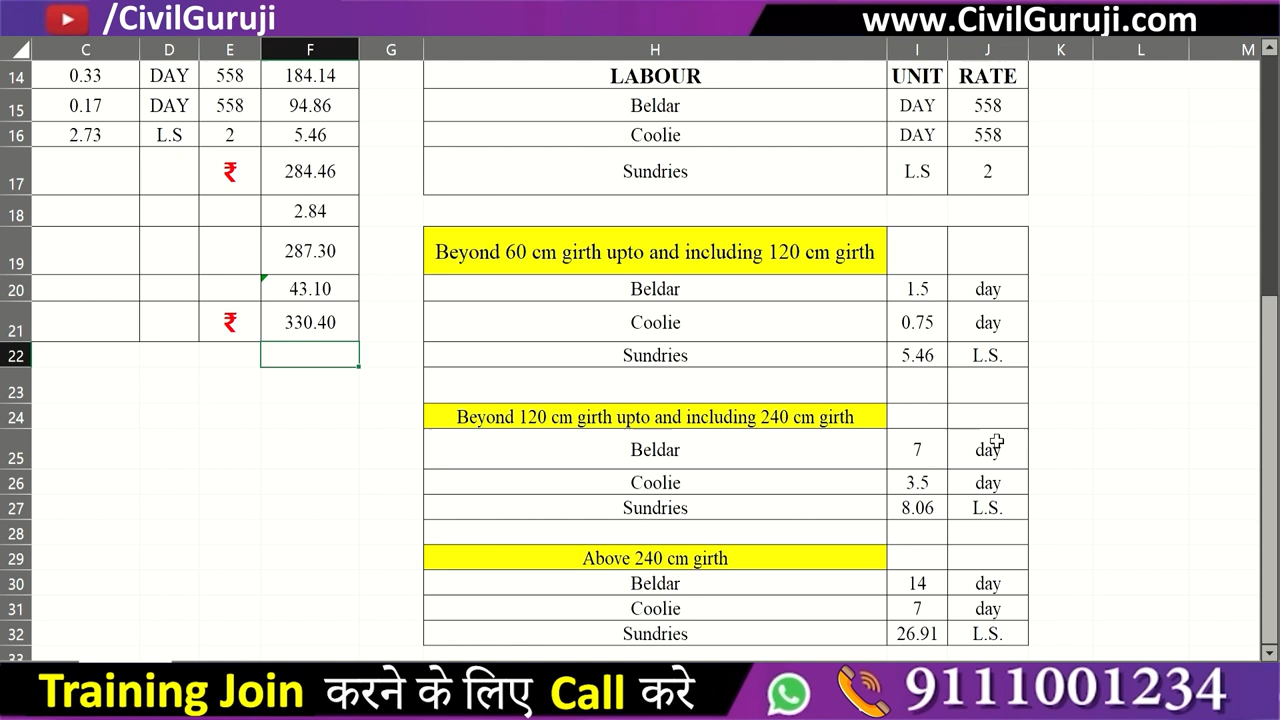 /CivilGuruji
www.CivilGuruji.com
C D E F G H I J K L M
14 0.33 DAY 558 184.14 LABOUR UNIT RATE
15 0.17 DAY 558 94.86 Beldar DAY 558
16 2.73 L.S 2 5.46 Coolie DAY 558
17 ₹ 284.46 Sundries L.S 2
18 2.84
19 287.30 Beyond 60 cm girth upto and including 120 cm girth
20 43.10 Beldar 1.5 day
21 ₹ 330.40 Coolie 0.75 day
22 Sundries 5.46 L.S.
23
24 Beyond 120 cm girth upto and including 240 cm girth
25 Beldar 7 day
26 Coolie 3.5 day
27 Sundries 8.06 L.S.
28
29 Above 240 cm girth
30 Beldar 14 day
31 Coolie 7 day
32 Sundries 26.91 L.S.
33
Training Join करने के लिए Call करे 9111001234